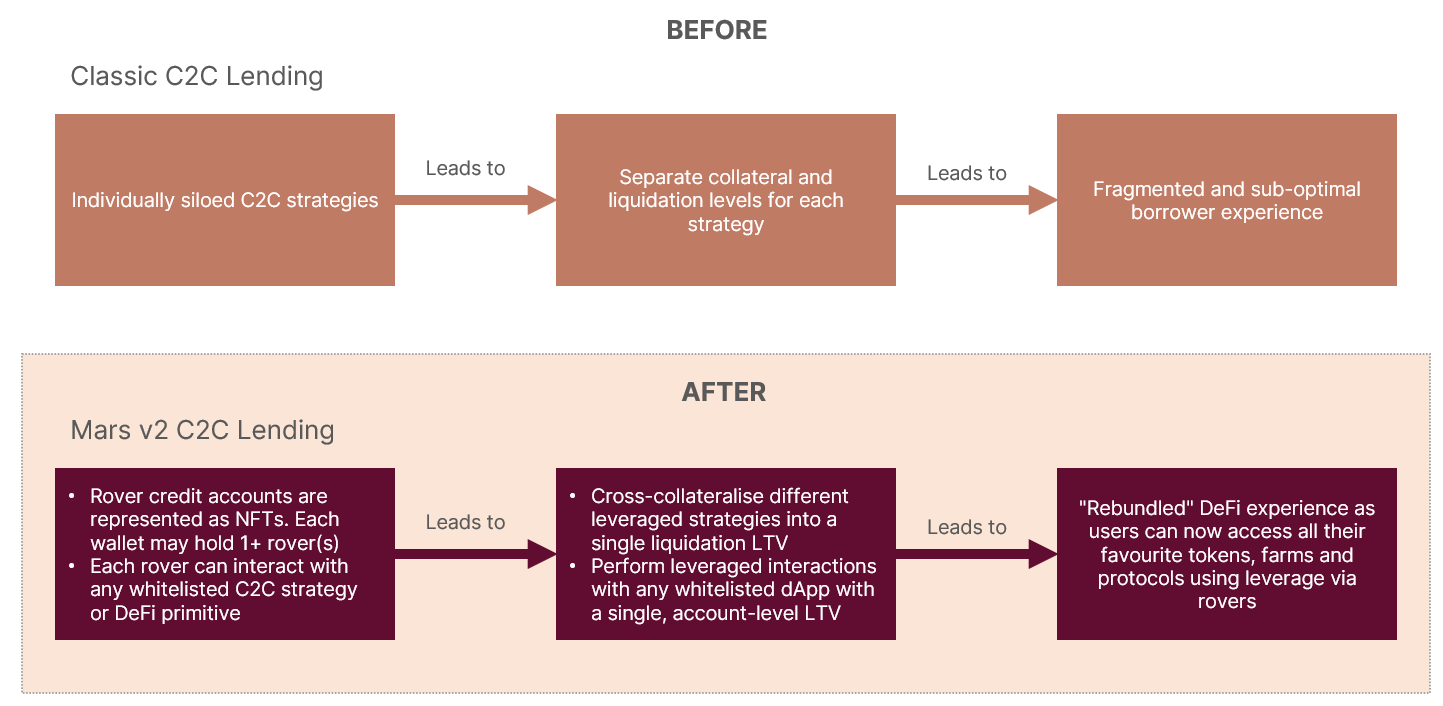 BEFORE
Classic C2C Lending
Individually siloed C2C strategies
Leads to
Separate collateral and
liquidation levels for each
strategy
Leads to
Fragmented and sub-optimal
borrower experience
AFTER
Mars v2 C2C Lending
• Rover credit accounts are
represented as NFTs. Each
wallet may hold 1+ rover(s)
• Each rover can interact with
any whitelisted C2C strategy
or DeFi primitive
Leads to
• Cross-collateralise different
leveraged strategies into a
single liquidation LTV
• Perform leveraged interactions
with any whitelisted dApp with
a single, account-level LTV
Leads to
"Rebundled" DeFi experience as
users can now access all their
favourite tokens, farms and
protocols using leverage via
rovers